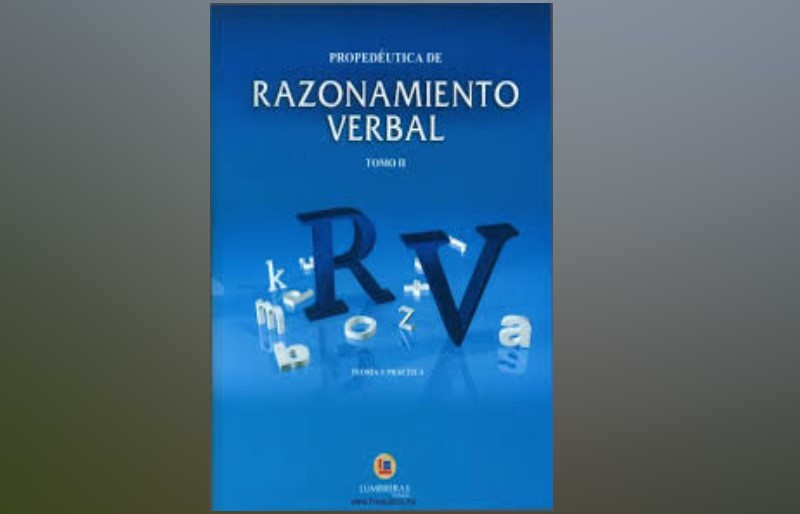 PROPEDÉUTICA DE
RAZONAMIENTO
VERBAL
TOMO II
R V
k
m
b
o
z
a
TEORÍA Y PRÁCTICA
LUMBRERAS